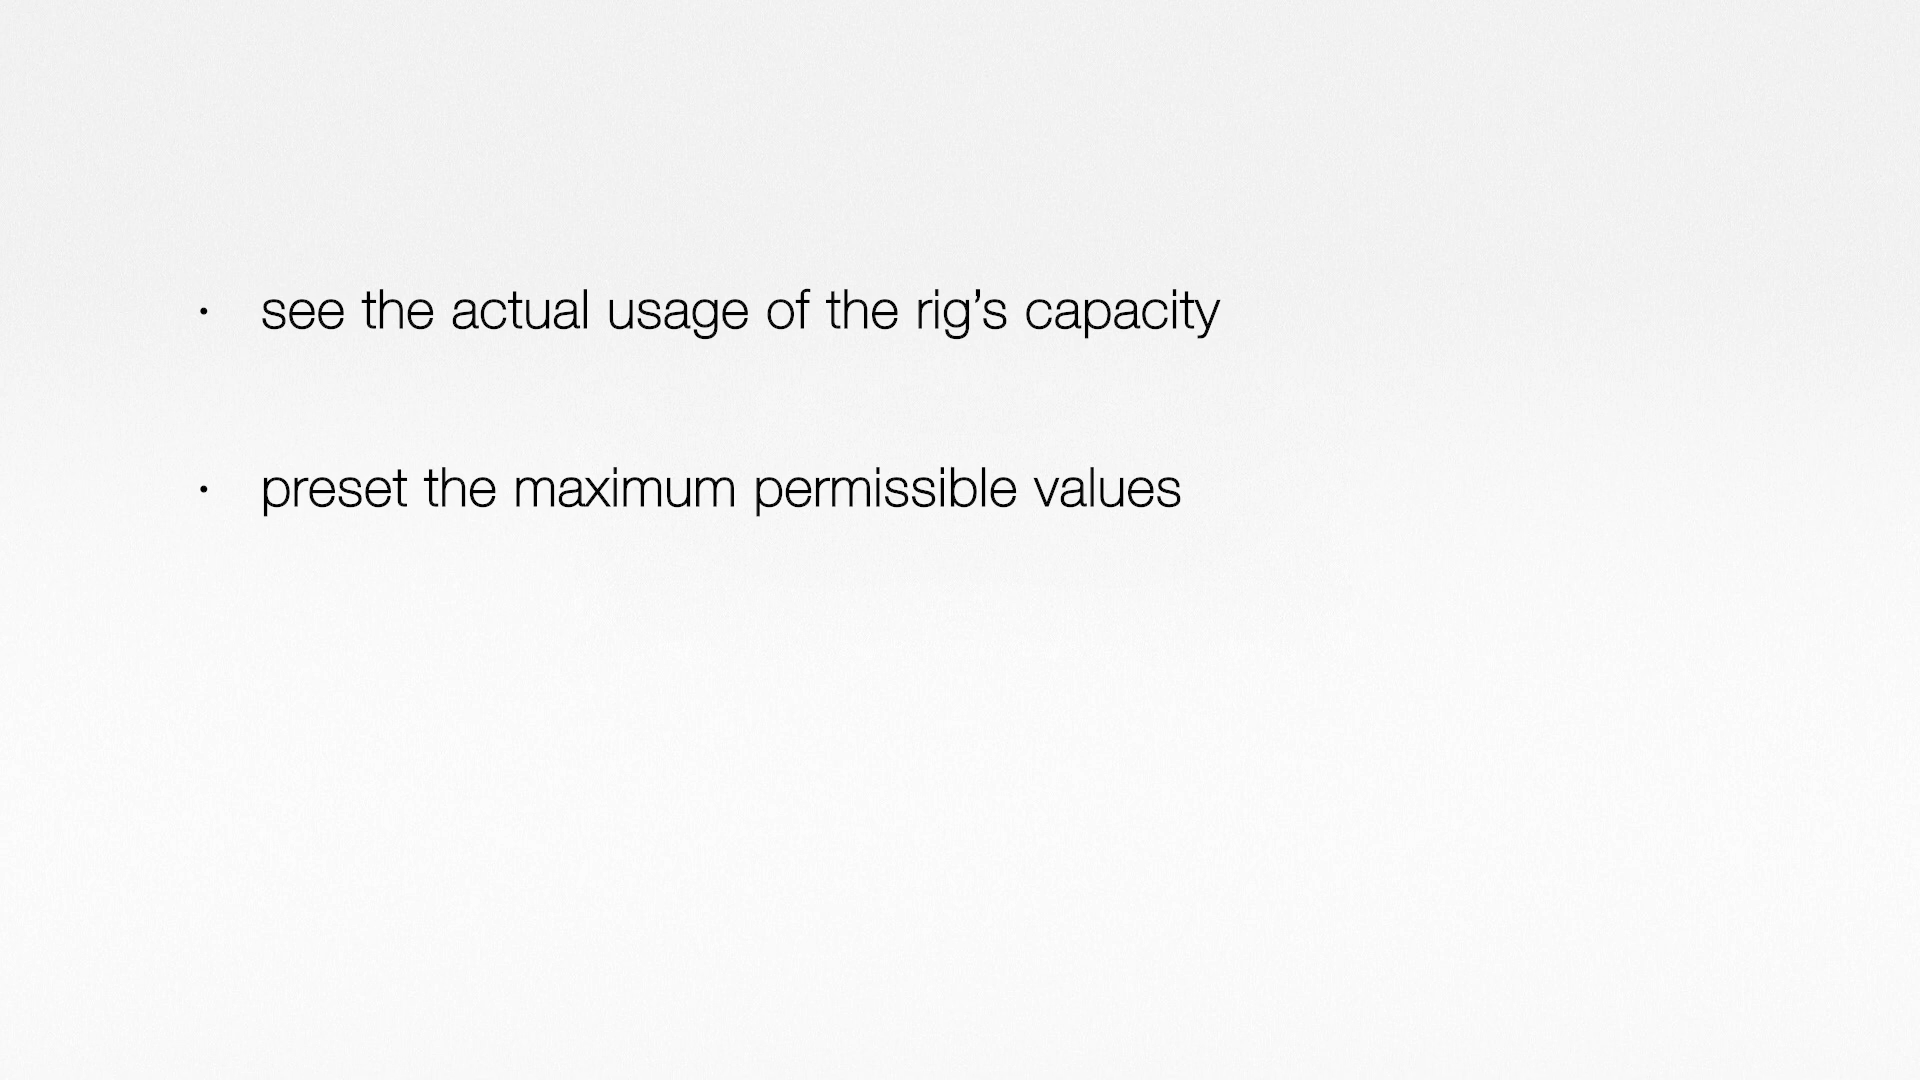 · see the actual usage of the rig’s capacity
· preset the maximum permissible values